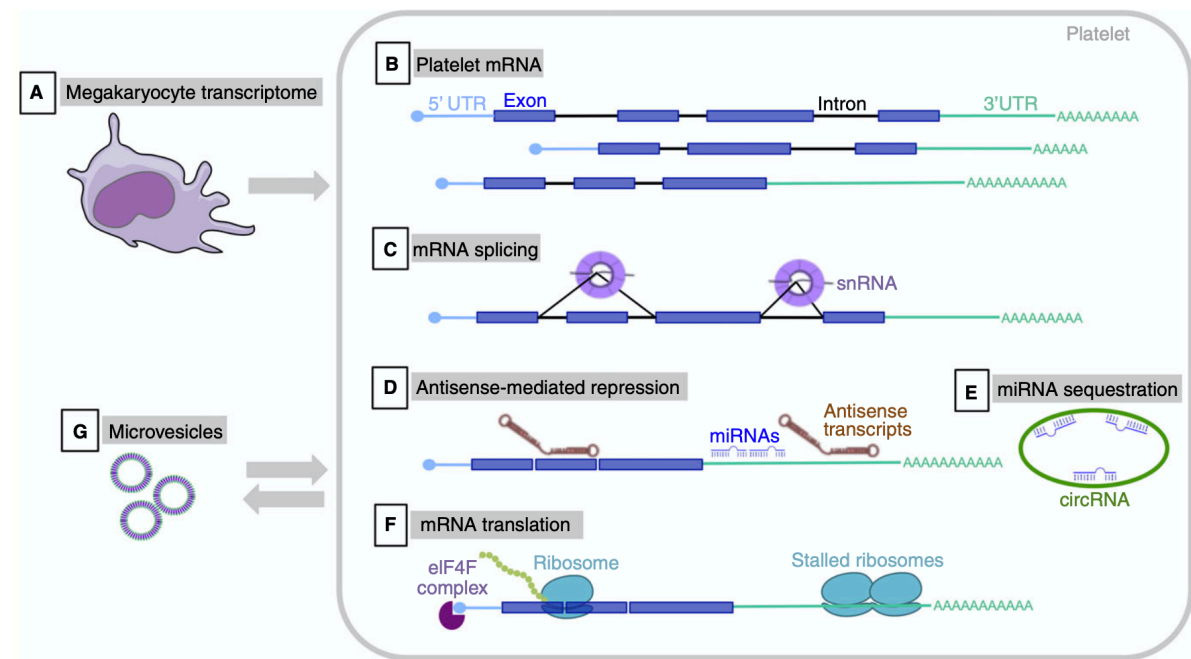 Platelet
A
Megakaryocyte transcriptome
B
Platelet mRNA
5' UTR
Exon
Intron
3'UTR
AAAAAAAAA
AAAAAA
AAAAAAAAAAA
C
mRNA splicing
snRNA
AAAAAAAAA
D
Antisense-mediated repression
miRNAs
Antisense
transcripts
AAAAAAAAAAA
E
miRNA sequestration
circRNA
F
mRNA translation
eIF4F
complex
Ribosome
Stalled ribosomes
AAAAAAAAAAA
G
Microvesicles